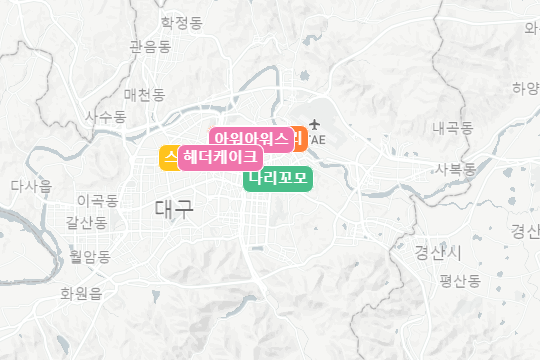 학정동
관음동
매천동
사수동
아워아워스
리
TAE
스
헤더케이크
나리꼬모
다사읍
이곡동
갈산동
대구
월암동
화원읍
와
하양
내곡동
사복동
경산시
경산
평산동